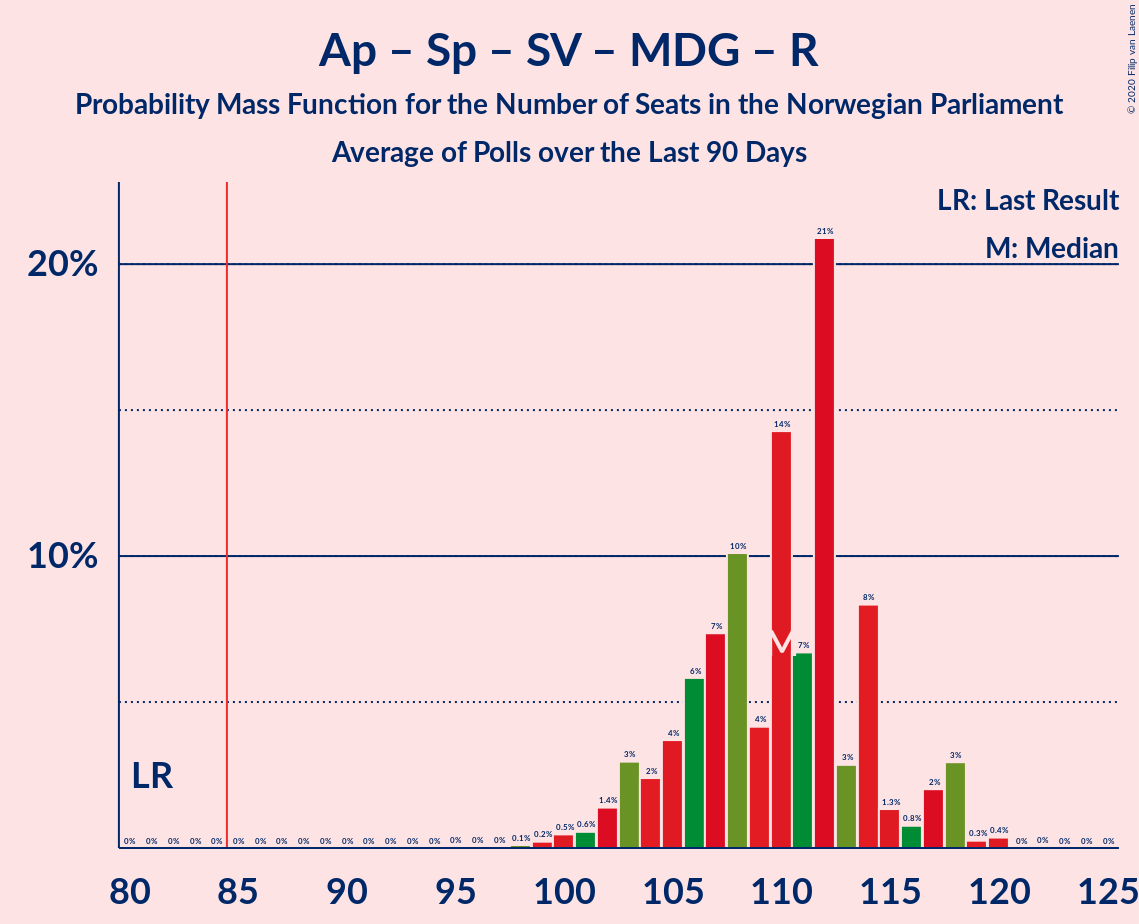 Ap – Sp – SV – MDG – R
Probability Mass Function for the Number of Seats in the Norwegian Parliament
Average of Polls over the Last 90 Days
© 2020 Filip van Laenen
LR: Last Result
M: Median
20%
10%
LR
M
0% 0% 0% 0% 0% 0% 0% 0% 0% 0% 0% 0% 0% 0% 0% 0% 0% 0% 0.1% 0.2% 0.5% 0.6% 1.4% 3% 2% 4% 6% 7% 10% 4% 14% 7% 21% 3% 8% 1.3% 0.8% 2% 3% 0.3% 0.4% 0% 0% 0% 0% 0%
80 85 90 95 100 105 110 115 120 125